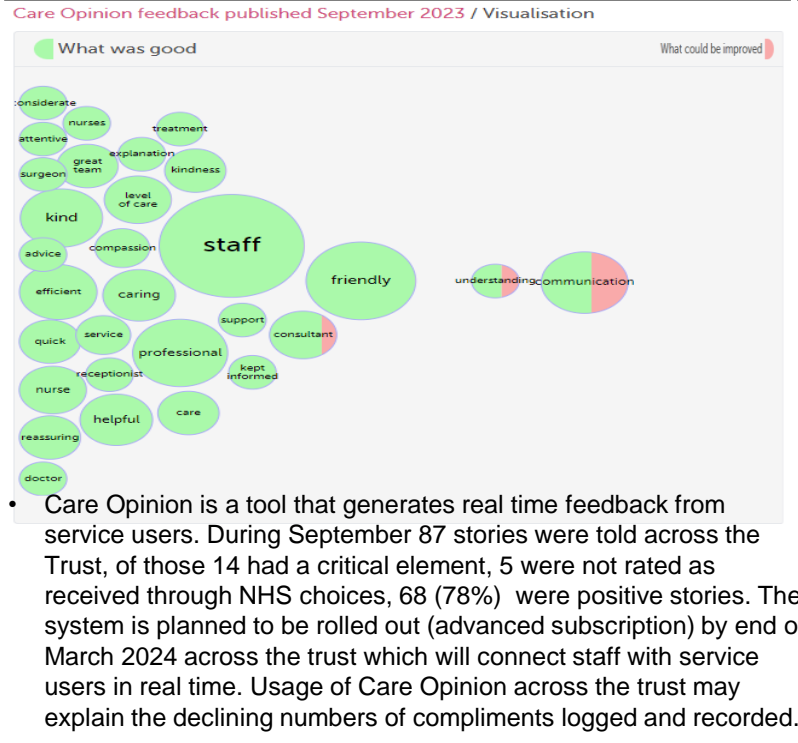 Care Opinion feedback published September 2023 / Visualisation
What was good
What could be improved
onsiderate
nurses
treatment
attentive
explanation
great
team
surgeon
kindness
level
of care
kind
staff
compassion
advice
friendly
understanding
communication
efficient
caring
support
service
consultant
quick
professional
receptionist
kept
informed
nurse
care
helpful
reassuring
doctor
• Care Opinion is a tool that generates real time feedback from
service users. During September 87 stories were told across the
Trust, of those 14 had a critical element, 5 were not rated as
received through NHS choices, 68 (78%) were positive stories. The
system is planned to be rolled out (advanced subscription) by end o
March 2024 across the trust which will connect staff with service
users in real time. Usage of Care Opinion across the trust may
explain the declining numbers of compliments logged and recorded.